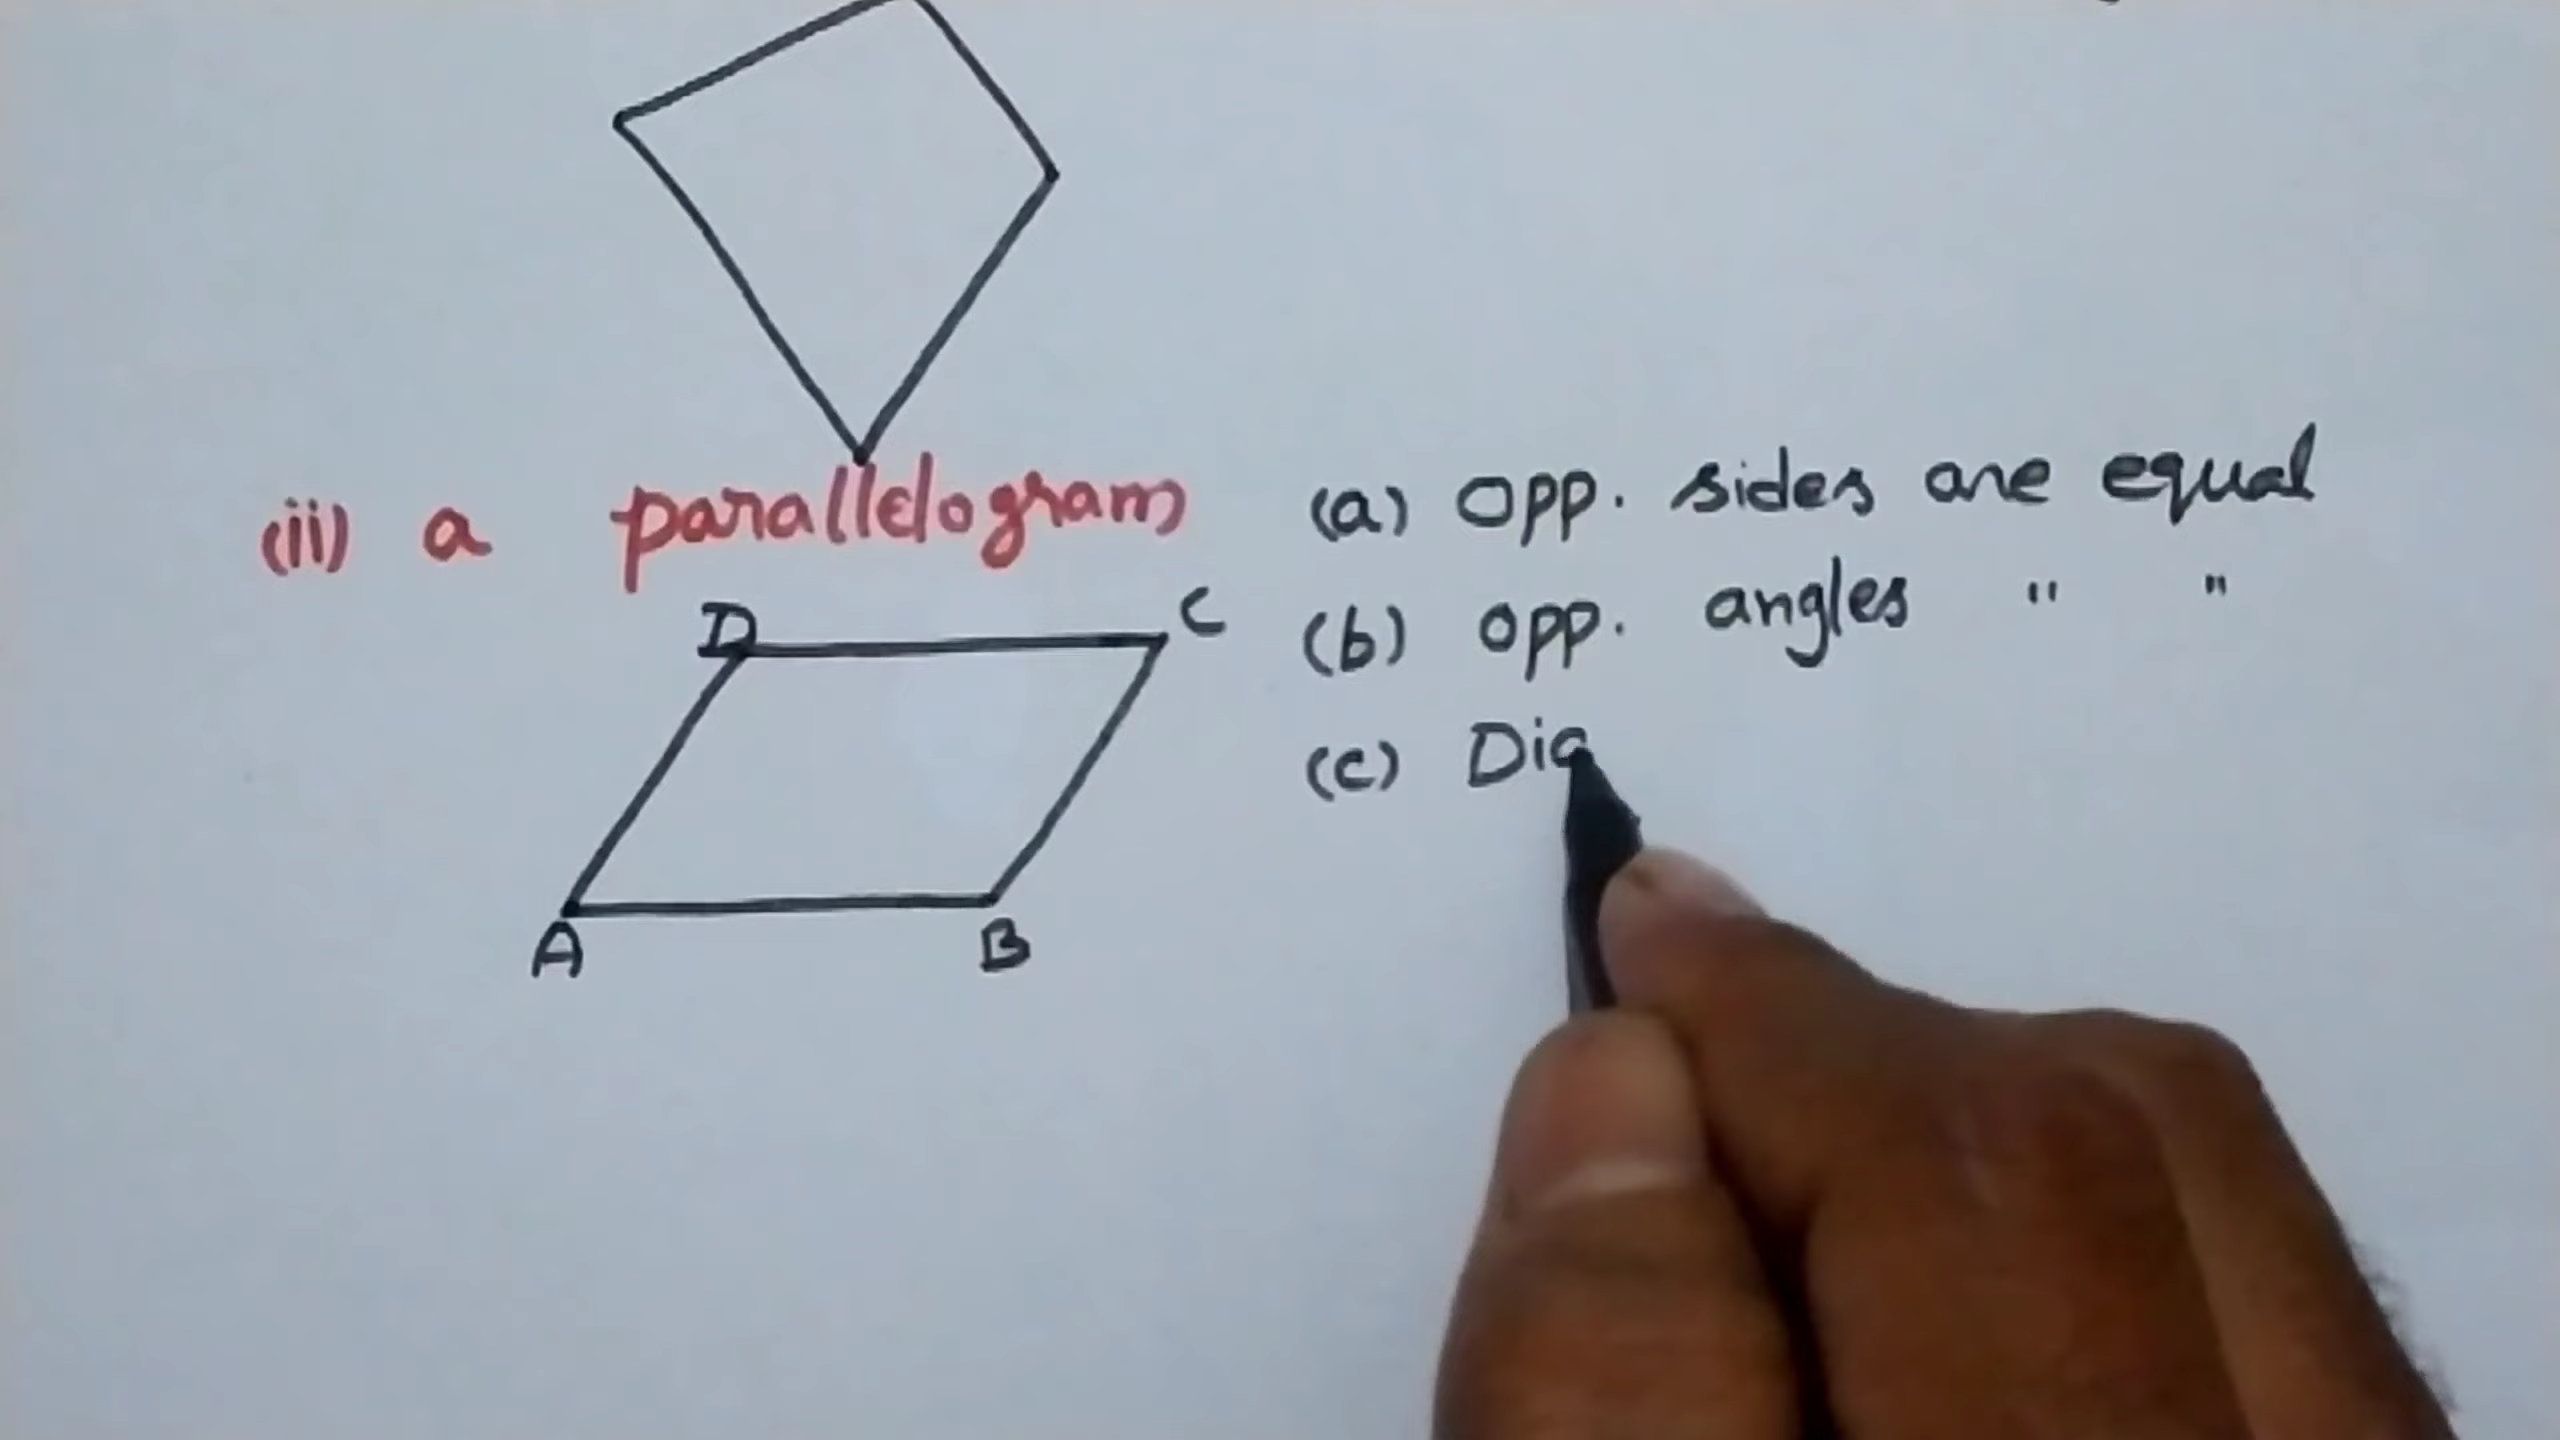 (ii) a parallelogram
D C
A B
(a) opp. sides are equal
(b) opp. angles " "
(c) Dia